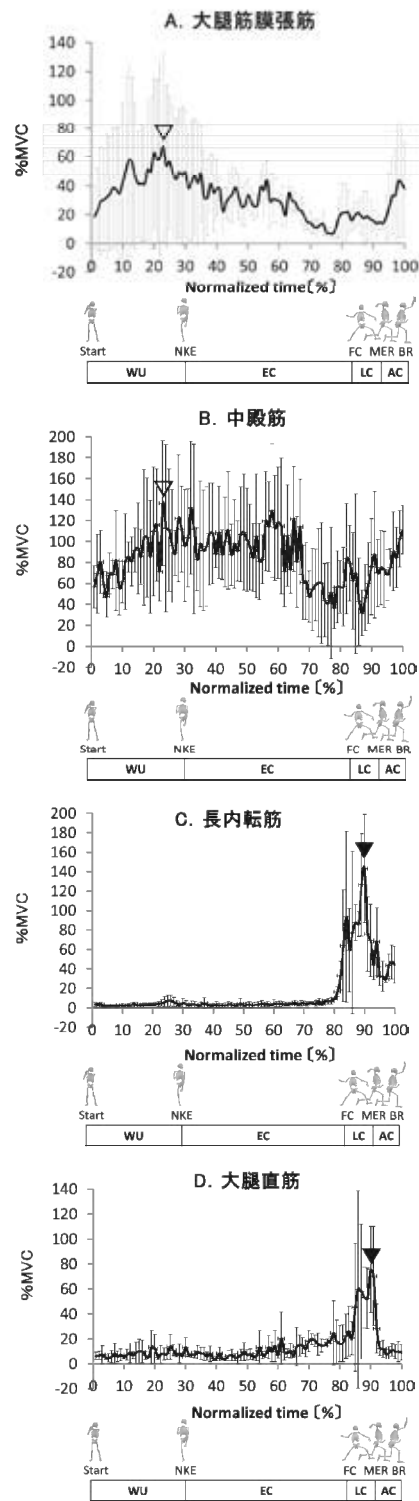 A. 大腿筋膜張筋
%MVC
140
120
100
80
60
40
20
0
-20
0 10 20 30 40 50 60 70 80 90 100
Normalized time〔%〕
Start NKE FC MER BR
WU EC LC AC
B. 中殿筋
%MVC
200
180
160
140
120
100
80
60
40
20
0
-20
0 10 20 30 40 50 60 70 80 90 100
Normalized time〔%〕
Start NKE FC MER BR
WU EC LC AC
C. 長内転筋
%MVC
200
180
160
140
120
100
80
60
40
20
0
-20
0 10 20 30 40 50 60 70 80 90 100
Normalized time〔%〕
Start NKE FC MER BR
WU EC LC AC
D. 大腿直筋
%MVC
140
120
100
80
60
40
20
0
-20
0 10 20 30 40 50 60 70 80 90 100
Normalized time〔%〕
Start NKE FC MER BR
WU EC LC AC